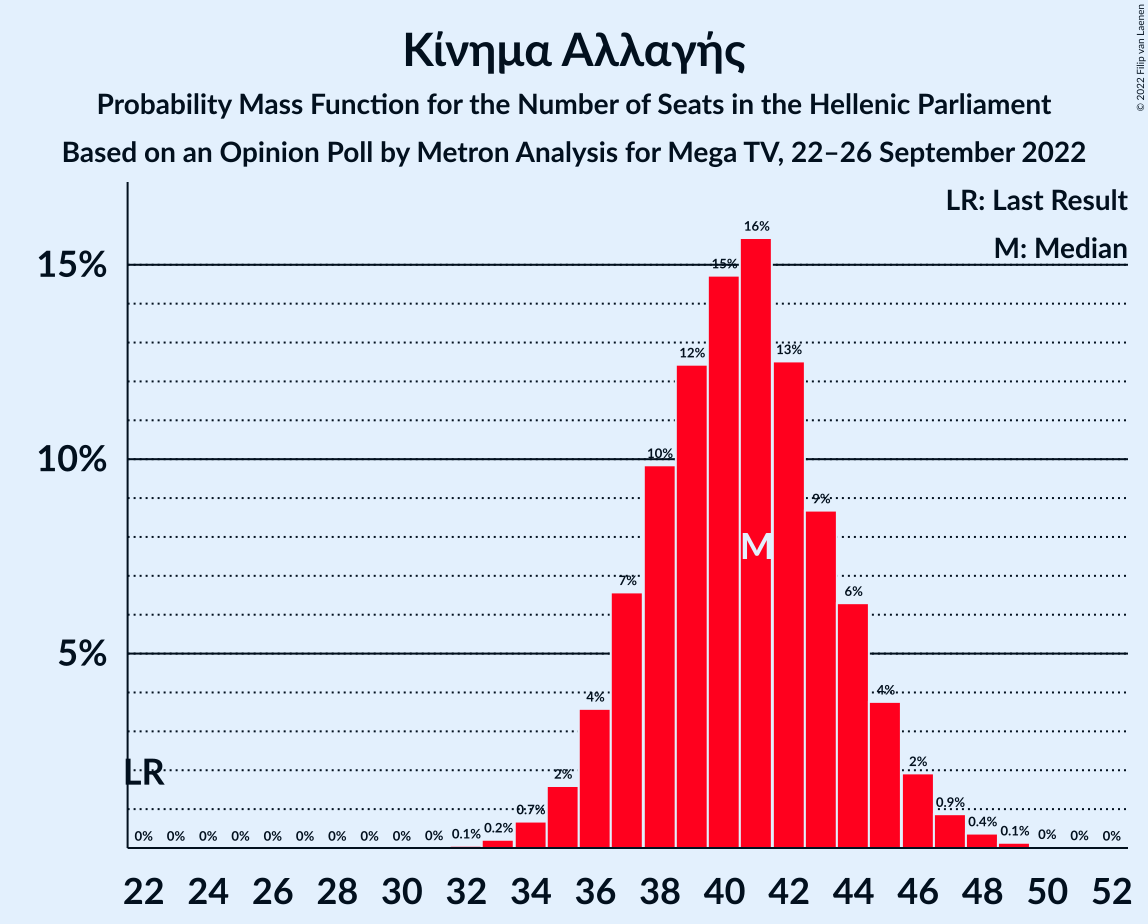 Κίνημα Αλλαγής
Probability Mass Function for the Number of Seats in the Hellenic Parliament
Based on an Opinion Poll by Metron Analysis for Mega TV, 22–26 September 2022
© 2022 Filip van Laenen
LR: Last Result
M: Median
15%
10%
5%
LR
M
0% 0% 0% 0% 0% 0% 0% 0% 0% 0% 0.1% 0.2% 0.7% 2% 4% 7% 10% 12% 15% 16% 13% 9% 6% 4% 2% 0.9% 0.4% 0.1% 0% 0% 0%
22 24 26 28 30 32 34 36 38 40 42 44 46 48 50 52